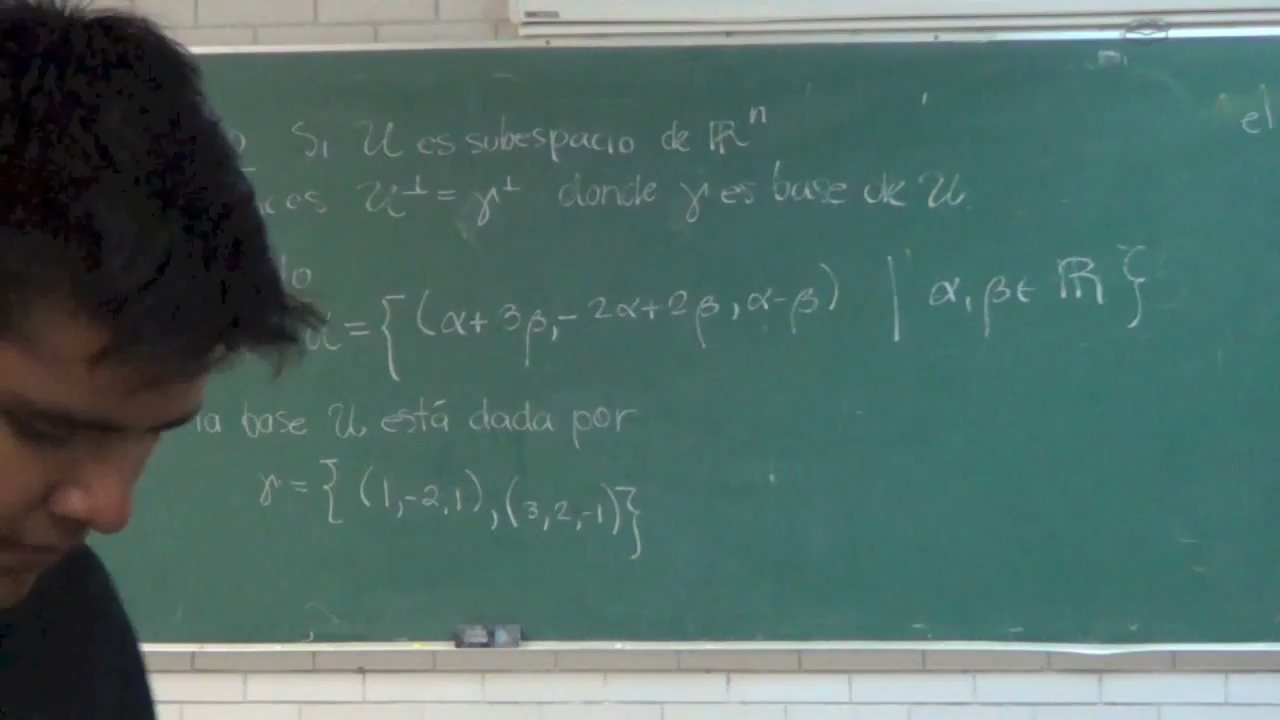 Si U es subespacio de ℝⁿ
U^⊥ = γ^⊥ donde γ es base de U
U = { (α + 3β, -2α + 2β, α - β) | α, β ∈ ℝ }
base U está dada por
γ = { (1, -2, 1), (3, 2, -1) }
el